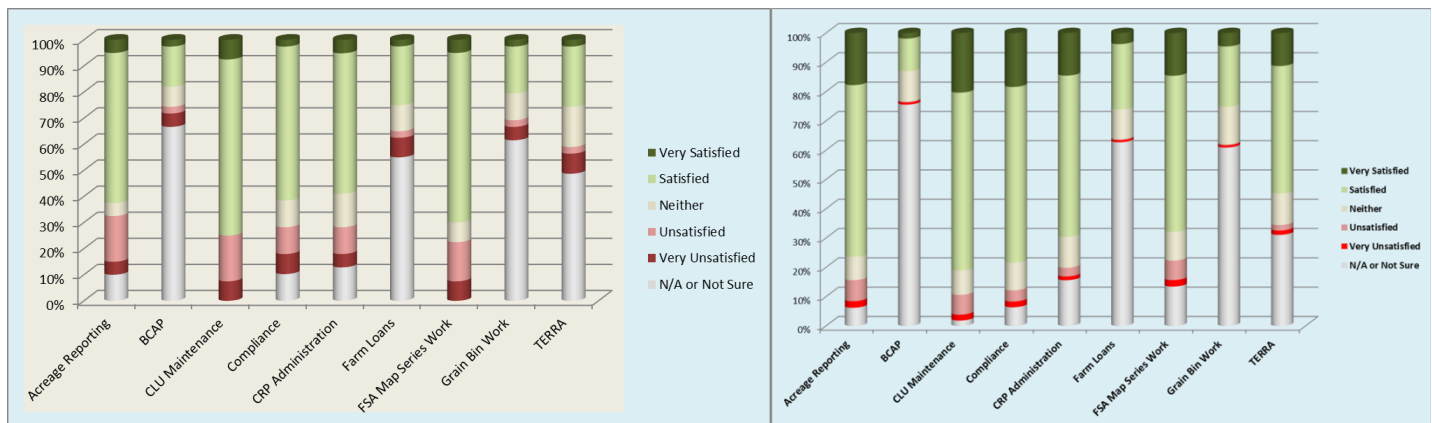 100%
90%
80%
70%
60%
50%
40%
30%
20%
10%
0%
Acreage Reporting
BCAP
CLU Maintenance
Compliance
CRP Administration
Farm Loans
FSA Map Series Work
Grain Bin Work
TERRA
Very Satisfied
Satisfied
Neither
Unsatisfied
Very Unsatisfied
N/A or Not Sure
100%
90%
80%
70%
60%
50%
40%
30%
20%
10%
0%
Acreage Reporting
BCAP
CLU Maintenance
Compliance
CRP Administration
Farm Loans
FSA Map Series Work
Grain Bin Work
TERRA
Very Satisfied
Satisfied
Neither
Unsatisfied
Very Unsatisfied
N/A or Not Sure